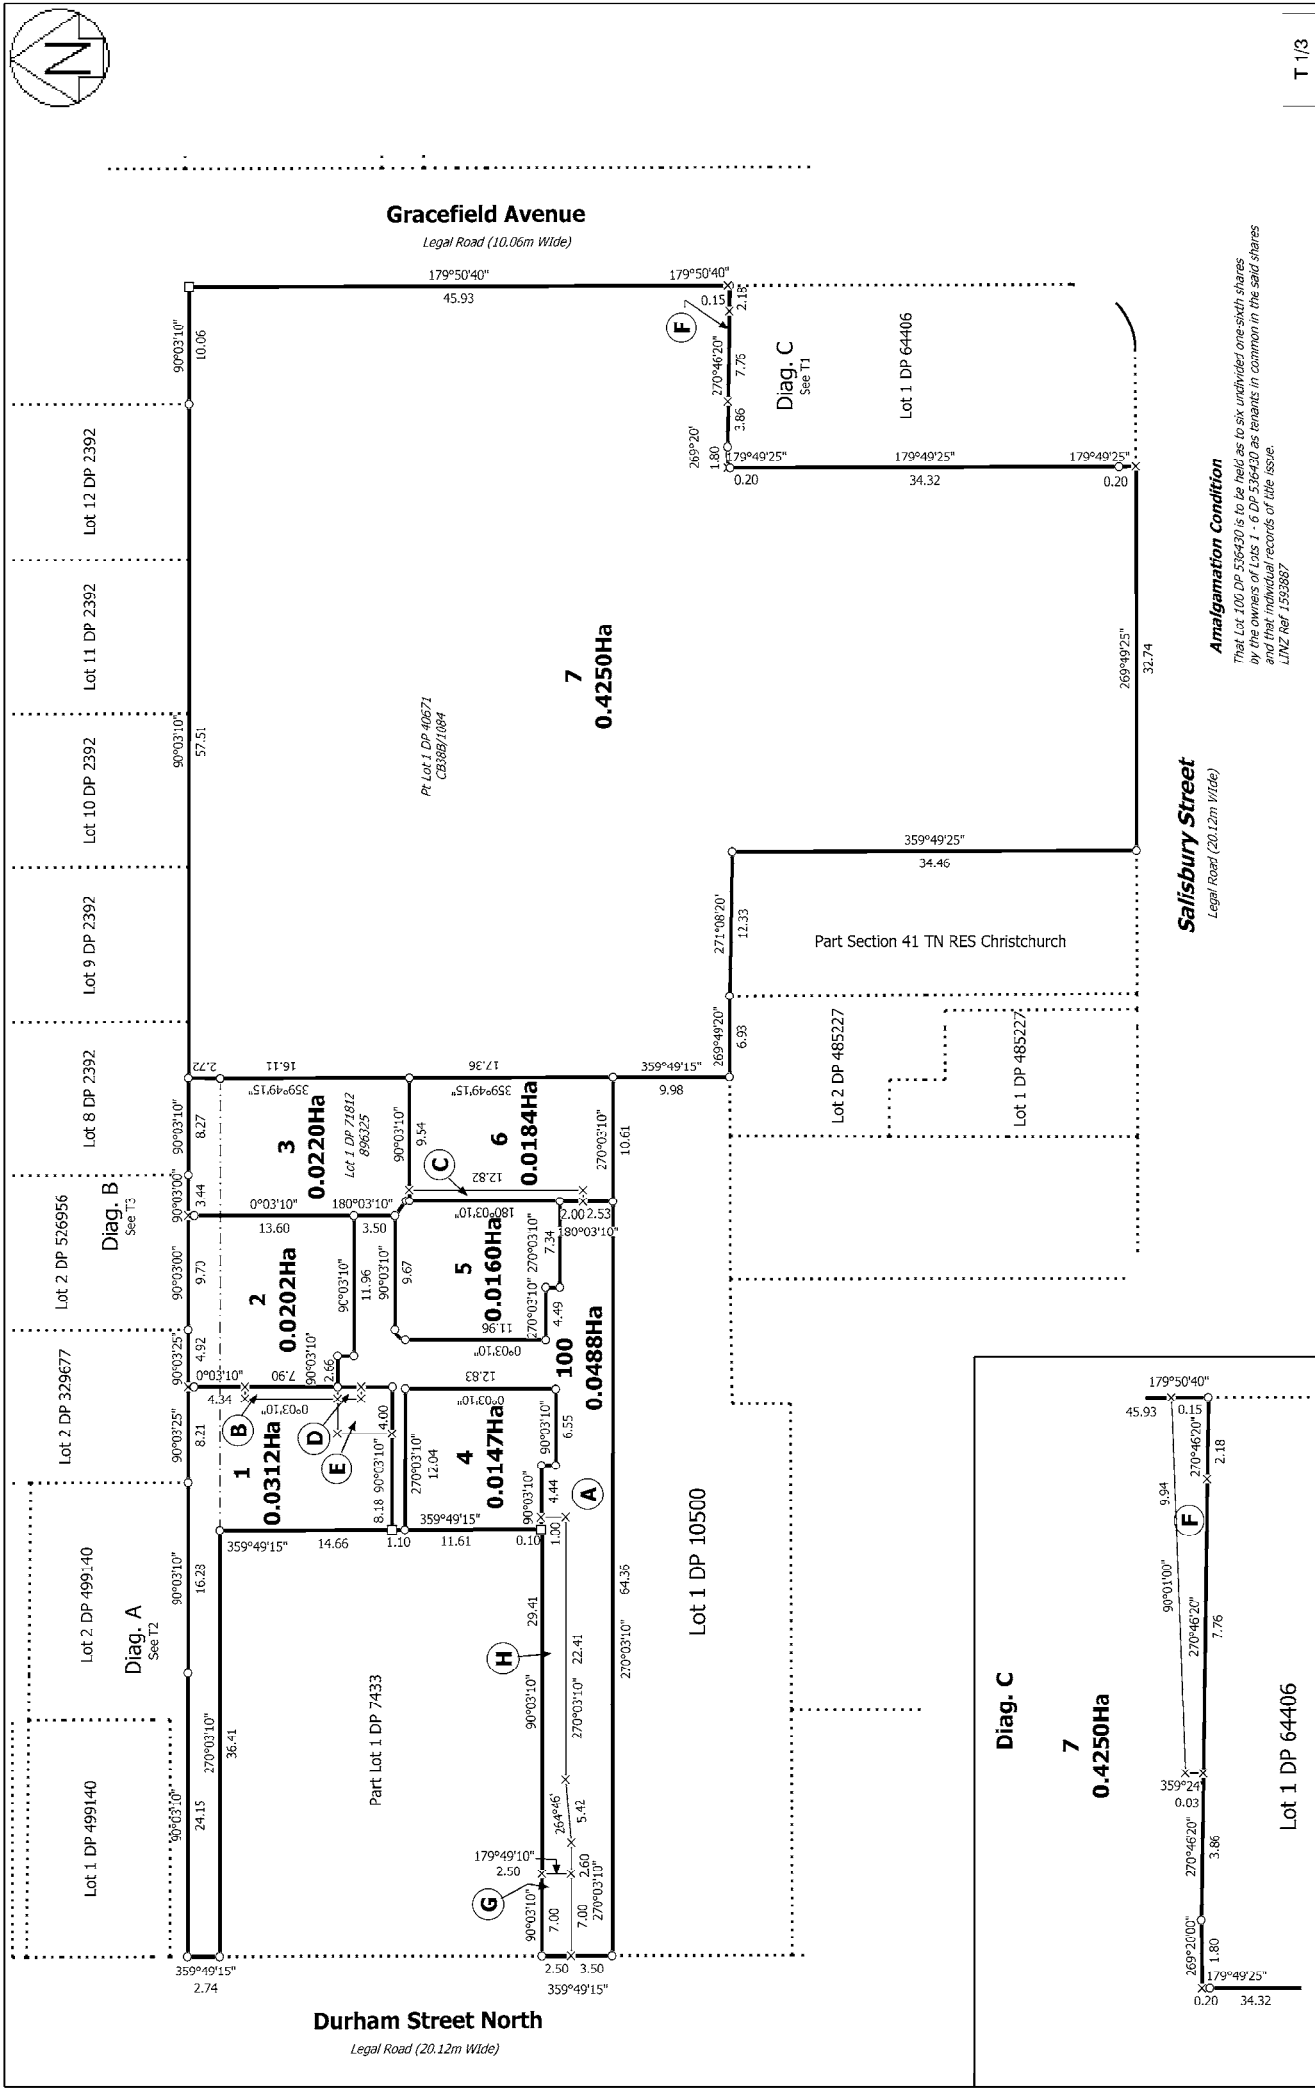 N
T 1/3
Gracefield Avenue
Legal Road (10.06m Wide)
179°50'40"
45.93
179°50'40"
0.15
2.18
F
270°46'20"
7.76
3.86
269°20'
1.80
Diag. C
See T1
Lot 1 DP 64406
90°03'10"
10.06
179°49'25"
0.20
179°49'25"
34.32
179°49'25"
0.20
Lot 12 DP 2392
Lot 11 DP 2392
Lot 10 DP 2392
Lot 9 DP 2392
Lot 8 DP 2392
90°03'10"
57.51
7
0.4250Ha
Pt Lot 1 DP 40671
CB38B/1084
269°49'25"
32.74
Amalgamation Condition
That Lot 100 DP 536430 is to be held as to six undivided one-sixth shares
by the owners of Lots 1 - 6 DP 536430 as tenants in common in the said shares
and that individual records of title issue.
LINZ Ref 1593887
Salisbury Street
Legal Road (20.12m Wide)
359°49'25"
34.46
271°08'20"
12.33
Part Section 41 TN RES Christchurch
269°49'20"
6.93
Lot 2 DP 485227
Lot 1 DP 485227
2.72
16.11
359°49'15"
17.36
359°49'15"
359°49'15"
9.98
90°03'10"
8.27
3
0.0220Ha
Lot 1 DP 71812
896325
90°03'10"
9.54
6
0.0184Ha
270°03'10"
10.61
C
12.82
Diag. B
See T3
Lot 2 DP 526956
90°03'00"
3.44
0°03'10"
13.60
180°03'10"
3.50
180°03'10"
2.00
2.53
180°03'10"
90°03'00"
9.70
2
0.0202Ha
90°03'10"
11.96
90°03'10"
9.67
5
0.0160Ha
270°03'10"
7.34
270°03'10"
4.49
11.96
0°03'10"
Lot 2 DP 329677
90°03'25"
4.92
0°03'10"
7.90
90°03'10"
2.66
100
0.0488Ha
90°03'25"
8.21
4.34
0°03'10"
B
D
E
1
0.0312Ha
4.00
90°03'10"
8.18
12.83
0°03'10"
270°03'10"
12.04
4
0.0147Ha
90°03'10"
6.55
90°03'10"
4.44
A
359°49'15"
14.66
1.10
359°49'15"
11.61
0.10
1.00
Lot 2 DP 499140
90°03'10"
16.23
Diag. A
See T2
Lot 1 DP 499140
90°03'10"
24.15
270°03'10"
36.41
Part Lot 1 DP 7433
29.41
90°03'10"
H
22.41
270°03'10"
64.36
270°03'10"
Lot 1 DP 10500
264°46'
5.42
179°49'10"
2.50
2.60
G
90°03'10"
7.00
7.00
270°03'10"
359°49'15"
2.74
2.50
3.50
359°49'15"
Durham Street North
Legal Road (20.12m Wide)
Diag. C
7
0.4250Ha
179°50'40"
45.93
0.15
270°46'20"
2.18
9.94
F
90°01'00"
270°46'20"
7.76
359°24'
0.03
270°46'20"
3.86
269°20'00"
1.80
179°49'25"
0.20
34.32
Lot 1 DP 64406